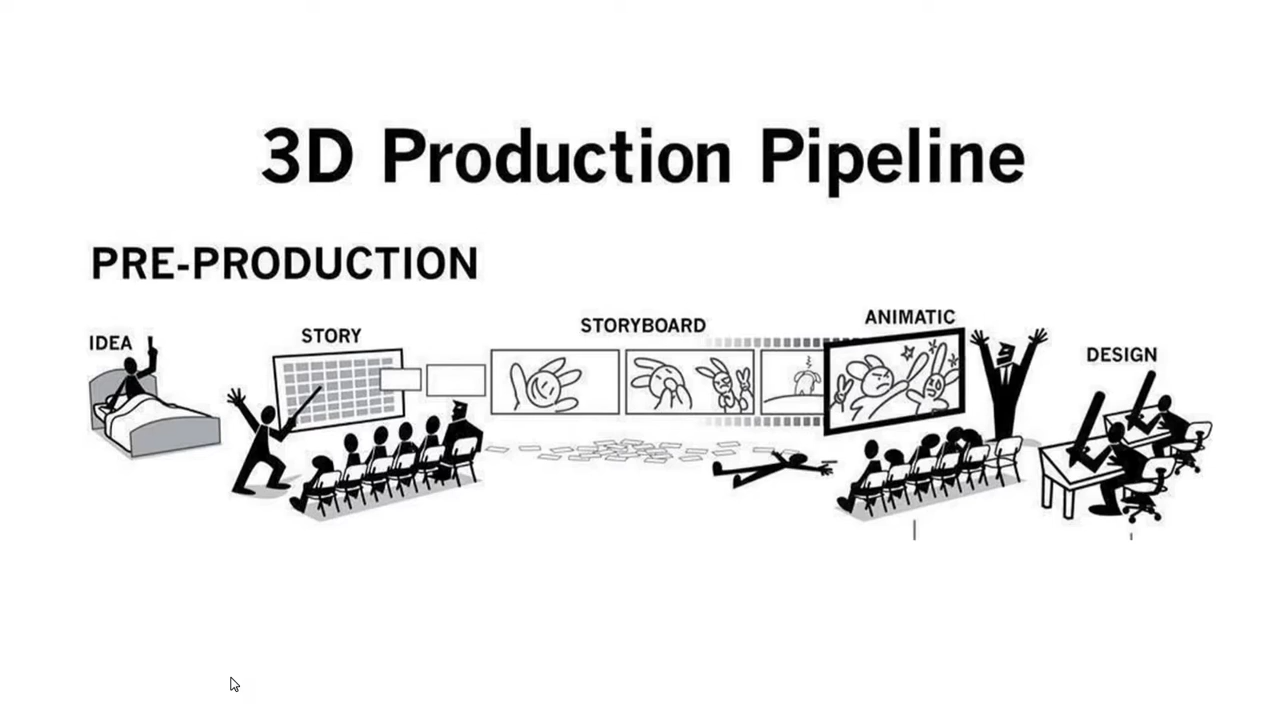 3D Production Pipeline
PRE-PRODUCTION
IDEA
STORY
STORYBOARD
ANIMATIC
DESIGN